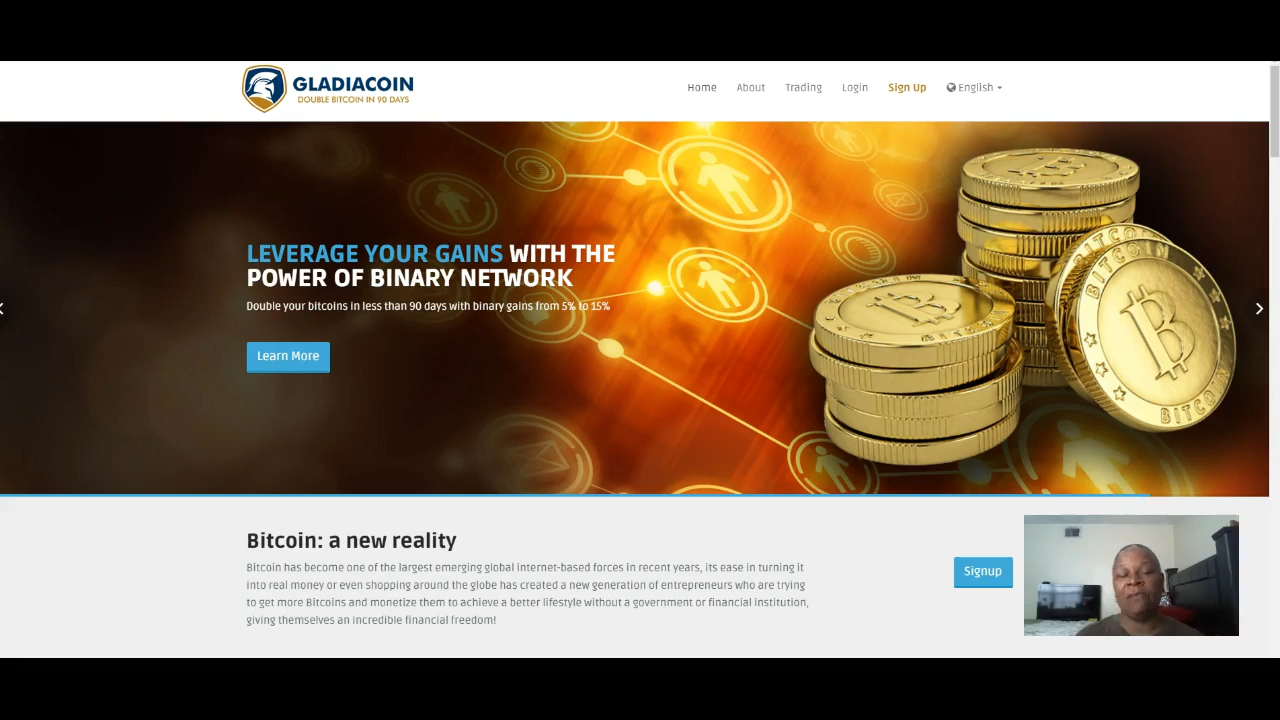 GLADIACOIN
DOUBLE BITCOIN IN 90 DAYS
Home About Trading Login Sign Up English
LEVERAGE YOUR GAINS WITH THE
POWER OF BINARY NETWORK
Double your bitcoins in less than 90 days with binary gains from 5% to 15%
Learn More
BITCOIN
BITCOIN
Bitcoin: a new reality
Bitcoin has become one of the largest emerging global internet-based forces in recent years, its ease in turning it
into real money or even shopping around the globe has created a new generation of entrepreneurs who are trying
to get more Bitcoins and monetize them to achieve a better lifestyle without a government or financial institution,
giving themselves an incredible financial freedom!
Signup